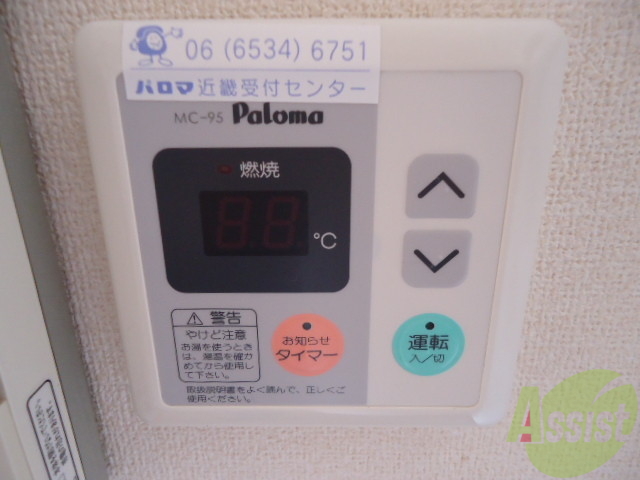 06 (6534) 6751
パロマ 近畿受付センター
MC-95 Paloma
燃焼
88
℃
警告
やけど注意
お湯を使うとき
は、湯温を確か
めてから使用し
て下さい。
お知らせ
タイマー
運転
入/切
取扱説明書をよく読んで、正しくご
使用ください。
Assist